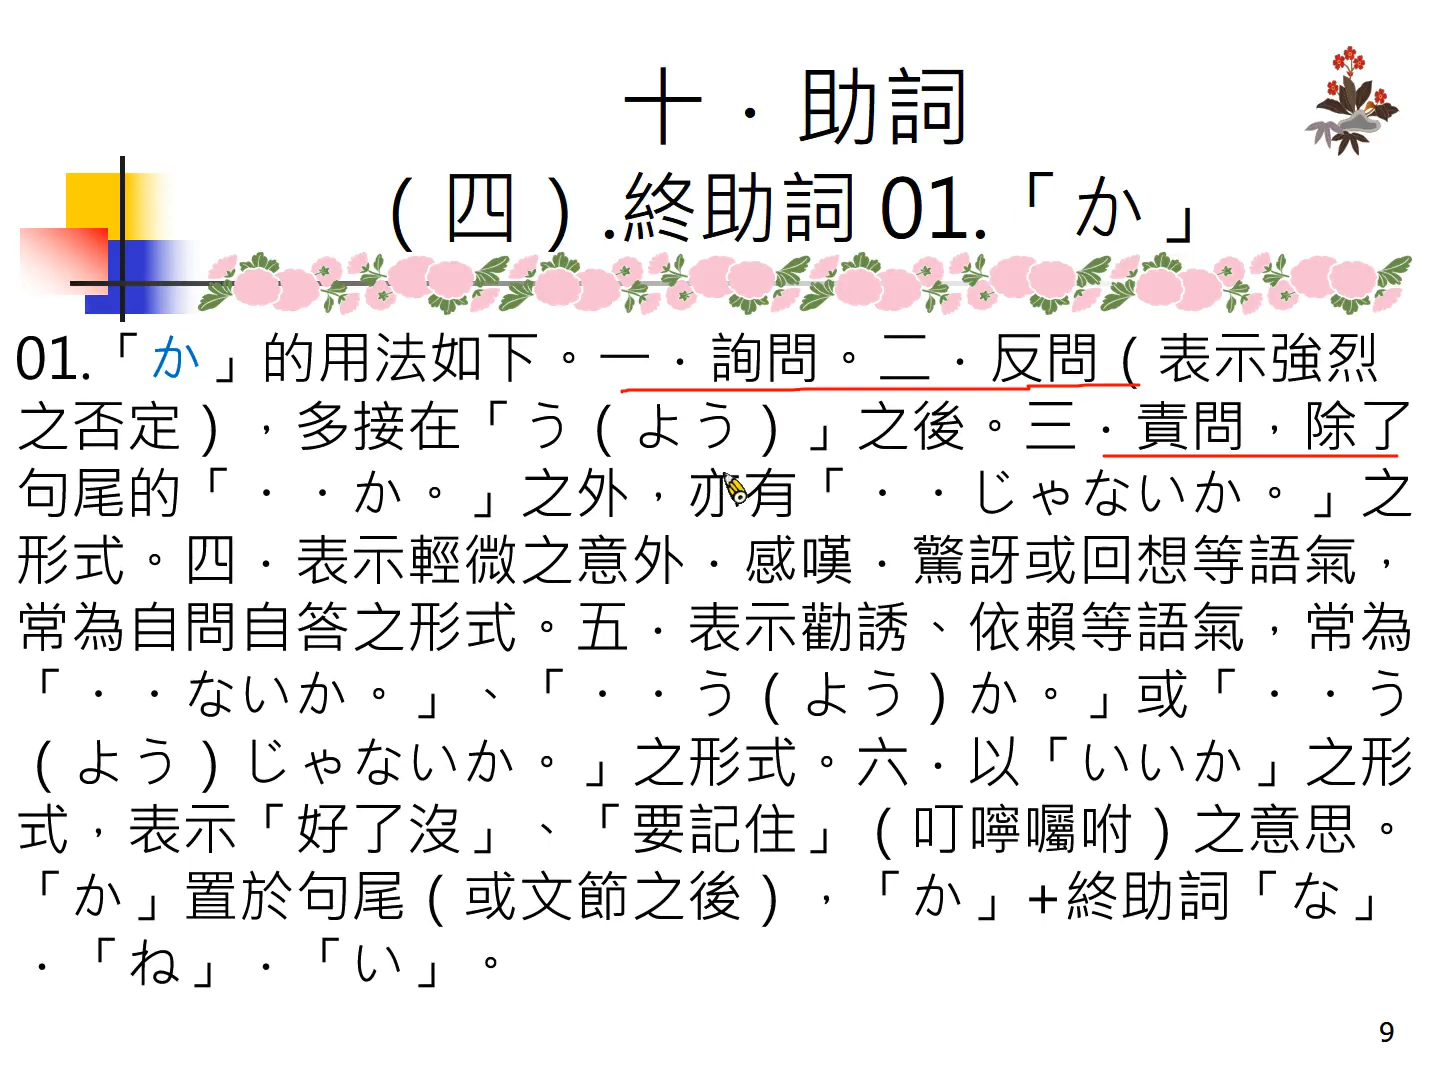 十．助詞
（四）.終助詞 01.「か」
01.「か」的用法如下。一．詢問。二．反問（表示強烈
之否定），多接在「う（よう）」之後。三．責問，除了
句尾的「．．か。」之外，亦有「．．じゃないか。」之
形式。四．表示輕微之意外．感嘆．驚訝或回想等語氣，
常為自問自答之形式。五．表示勸誘、依賴等語氣，常為
「．．ないか。」、「．．う（よう）か。」或「．．う
（よう）じゃないか。」之形式。六．以「いいか」之形
式，表示「好了沒」、「要記住」（叮嚀囑咐）之意思。
「か」置於句尾（或文節之後），「か」+終助詞「な」
．「ね」．「い」。
9